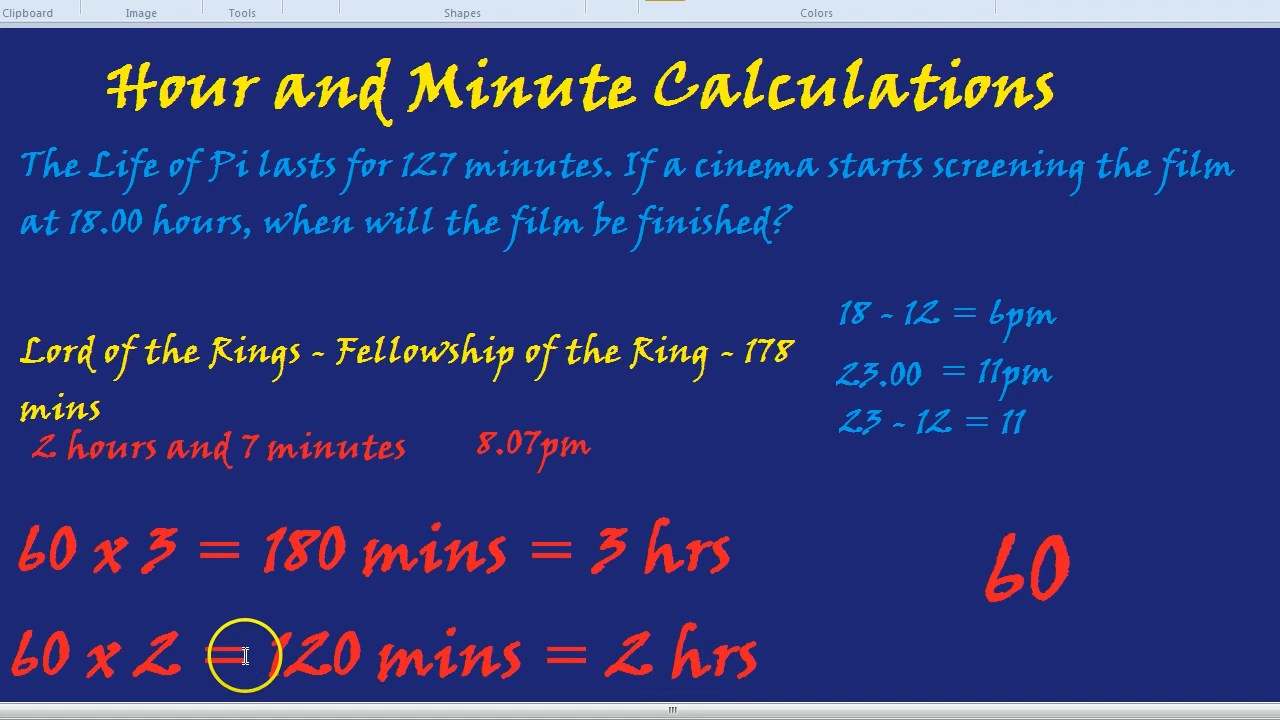 Clipboard Image Tools Shapes Colors
Hour and Minute Calculations
The Life of Pi lasts for 127 minutes. If a cinema starts screening the film
at 18.00 hours, when will the film be finished?
18 - 12 = 6pm
Lord of the Rings - Fellowship of the Ring - 178
mins
23.00 = 11pm
23 - 12 = 11
2 hours and 7 minutes 8.07pm
60 x 3 = 180 mins = 3 hrs
60
60 x 2 = 120 mins = 2 hrs